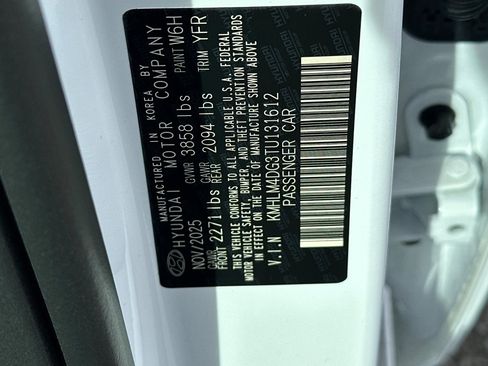 MANUFACTURED IN KOREA BY
HYUNDAI MOTOR COMPANY
NOV/2025 GVWR 3858 lbs PAINT W6H
GAWR FRONT 2271 lbs GAWR REAR 2094 lbs TRIM YFR
THIS VEHICLE CONFORMS TO ALL APPLICABLE U.S.A. FEDERAL
MOTOR VEHICLE SAFETY, BUMPER, AND THEFT PREVENTION STANDARDS
IN EFFECT ON THE DATE OF MANUFACTURE SHOWN ABOVE
V.I.N KMHLM4DG3TU131612
PASSENGER CAR